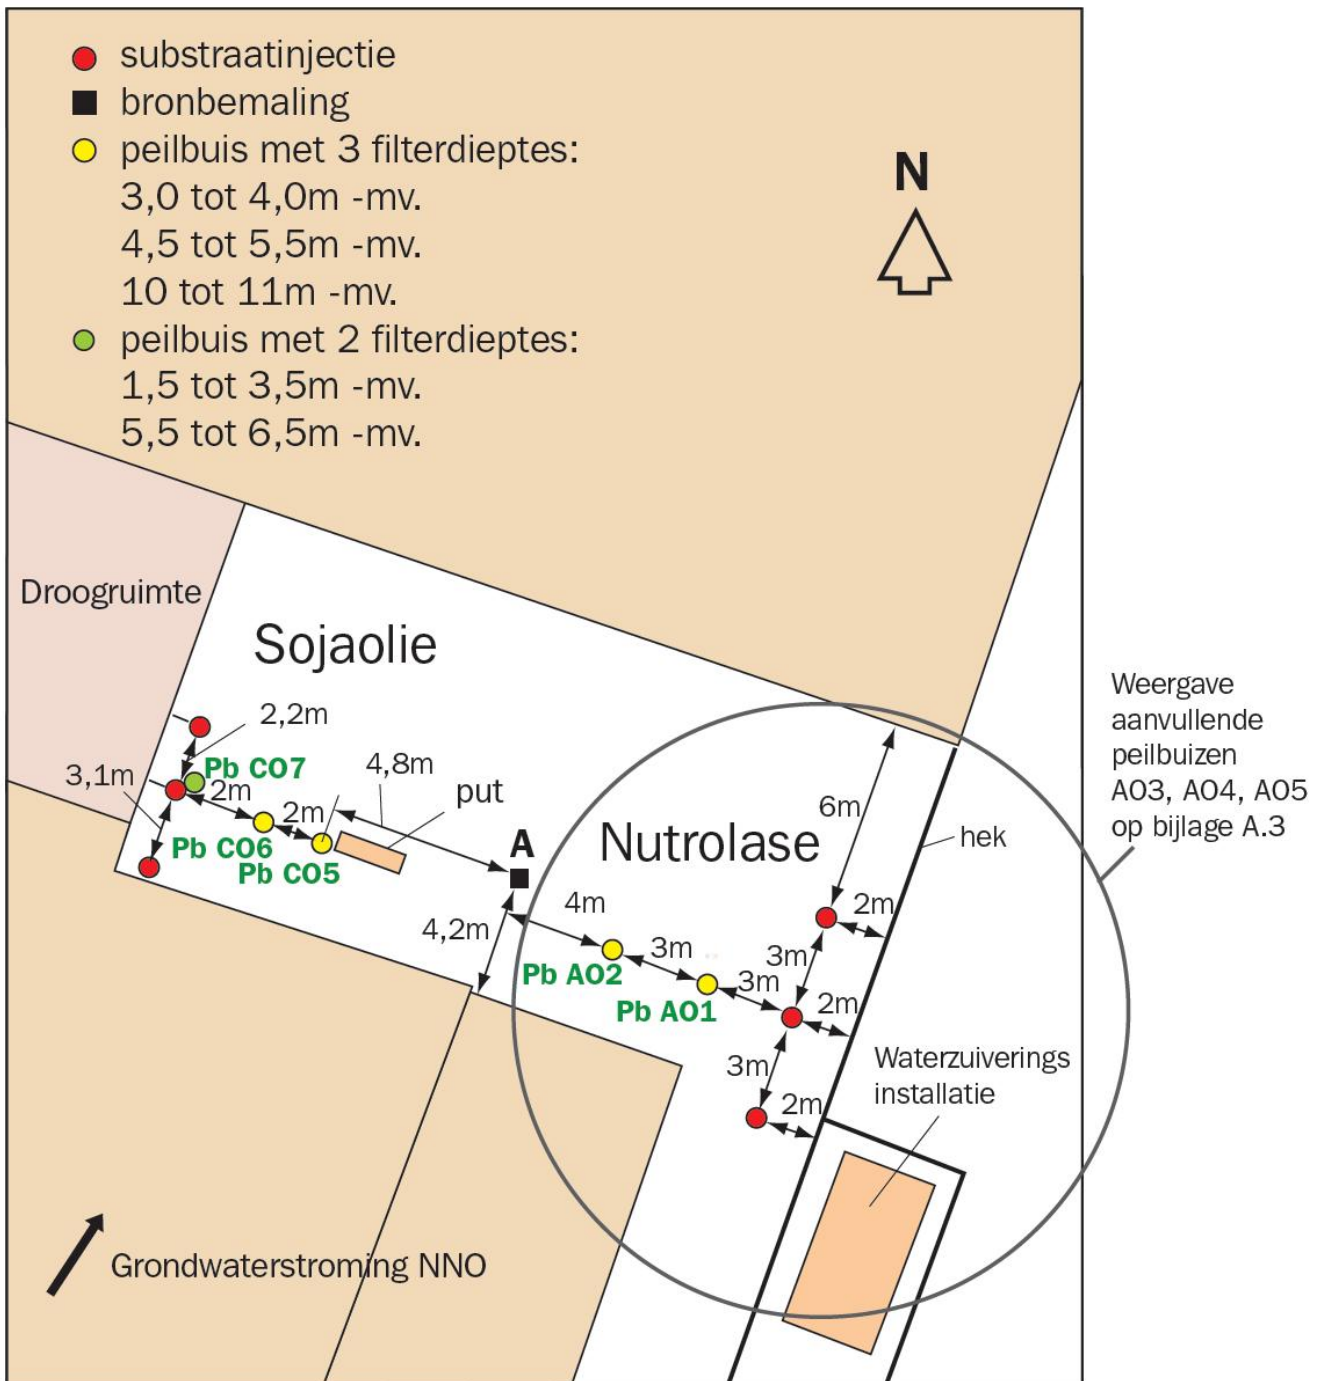 substraatinjectie
bronbemaling
peilbuis met 3 filterdieptes:
3,0 tot 4,0m -mv.
4,5 tot 5,5m -mv.
10 tot 11m -mv.
peilbuis met 2 filterdieptes:
1,5 tot 3,5m -mv.
5,5 tot 6,5m -mv.
N
Droogruimte
Sojaolie
2,2m
3,1m
Pb CO7
2m
4,8m
put
2m
Pb CO6
Pb CO5
A
Nutrolase
6m
hek
Weergave
aanvullende
peilbuizen
AO3, AO4, AO5
op bijlage A.3
4,2m
4m
2m
3m
3m
Pb AO2
3m
2m
Pb AO1
3m
2m
Waterzuiverings
installatie
Grondwaterstroming NNO